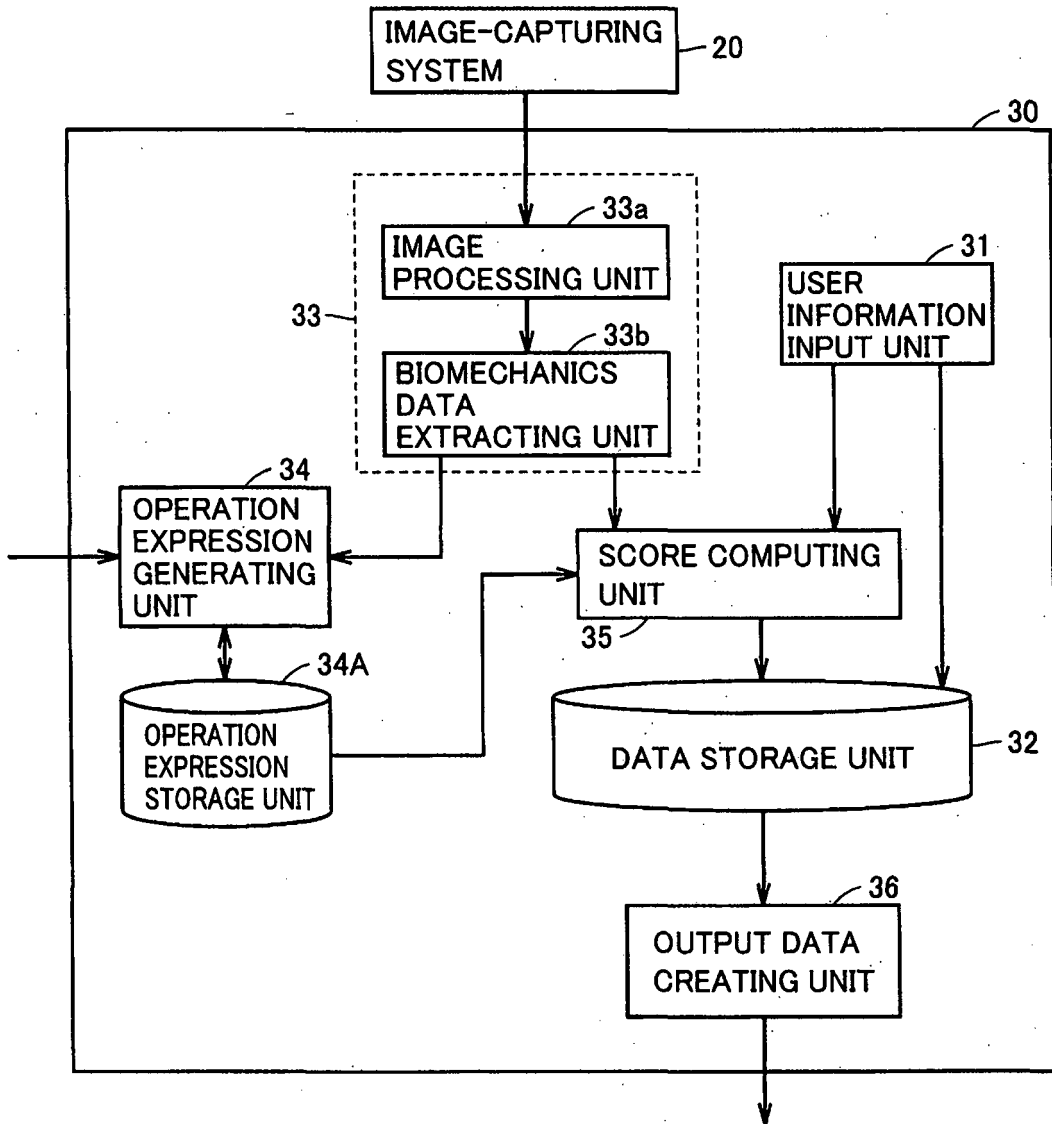 IMAGE-CAPTURING
SYSTEM
20
30
33a
IMAGE
PROCESSING UNIT
31
USER
INFORMATION
INPUT UNIT
33
33b
BIOMECHANICS
DATA
EXTRACTING UNIT
34
OPERATION
EXPRESSION
GENERATING
UNIT
SCORE COMPUTING
UNIT
35
34A
OPERATION
EXPRESSION
STORAGE UNIT
DATA STORAGE UNIT
32
36
OUTPUT DATA
CREATING UNIT